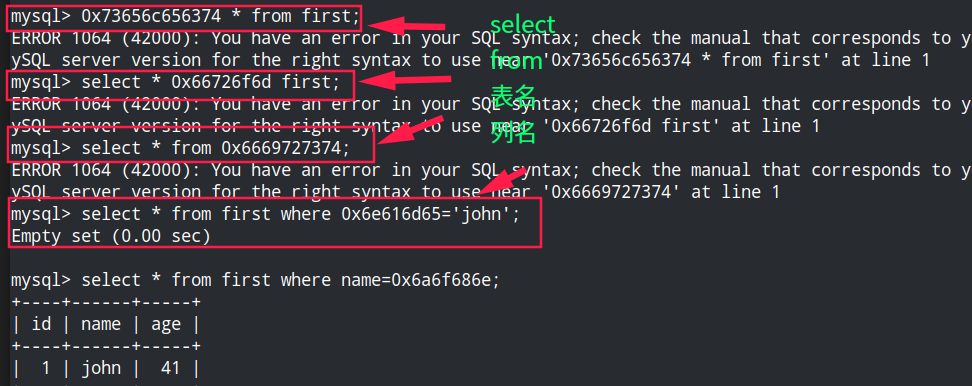 mysql> 0x73656c656374 * from first;
ERROR 1064 (42000): You have an error in your SQL syntax; check the manual that corresponds to y
ySQL server version for the right syntax to use near '0x73656c656374 * from first' at line 1
mysql> select * 0x66726f6d first;
ERROR 1064 (42000): You have an error in your SQL syntax; check the manual that corresponds to y
ySQL server version for the right syntax to use near '0x66726f6d first' at line 1
mysql> select * from 0x6669727374;
ERROR 1064 (42000): You have an error in your SQL syntax; check the manual that corresponds to y
ySQL server version for the right syntax to use near '0x6669727374' at line 1
mysql> select * from first where 0x6e616d65='john';
Empty set (0.00 sec)
mysql> select * from first where name=0x6a6f686e;
+----+------+-----+
| id | name | age |
+----+------+-----+
| 1 | john | 41 |
select
from
表名
列名